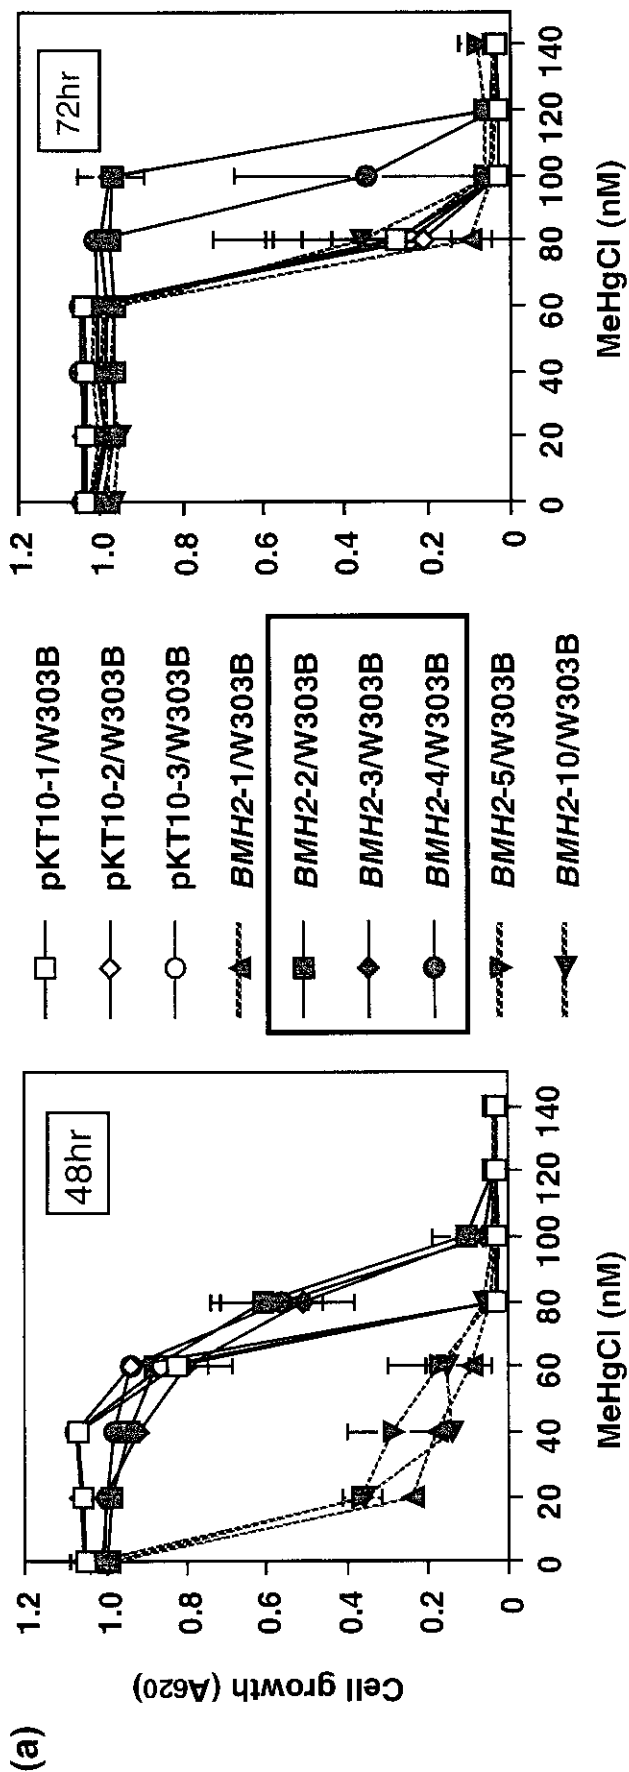 (a)
Cell growth (A620)
1.2
1.0
0.8
0.6
0.4
0.2
0
48hr
0 20 40 60 80 100 120 140
MeHgCl (nM)
pKT10-1/W303B
pKT10-2/W303B
pKT10-3/W303B
BMH2-1/W303B
BMH2-2/W303B
BMH2-3/W303B
BMH2-4/W303B
BMH2-5/W303B
BMH2-10/W303B
1.2
1.0
0.8
0.6
0.4
0.2
0
72hr
0 20 40 60 80 100 120 140
MeHgCl (nM)